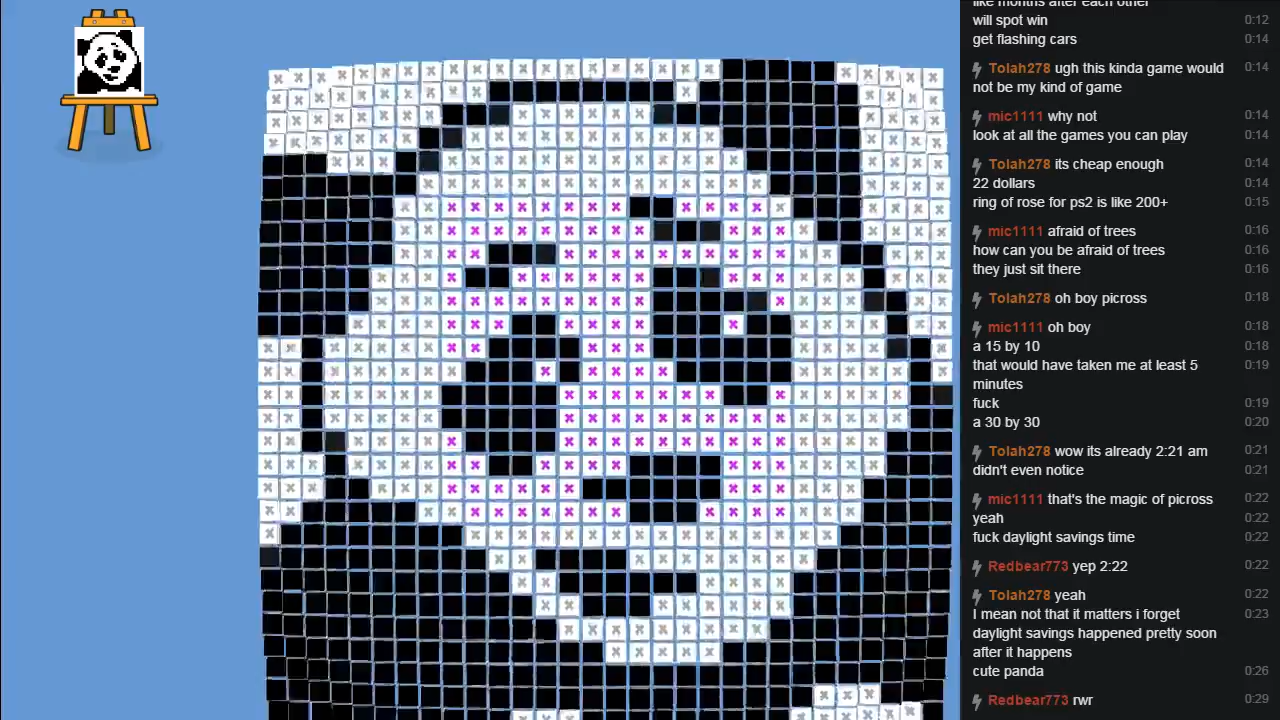 like months after each other
will spot win 0:12
get flashing cars 0:14
Tolah278 ugh this kinda game would 0:14
not be my kind of game
mic1111 why not 0:14
look at all the games you can play 0:14
Tolah278 its cheap enough 0:14
22 dollars 0:14
ring of rose for ps2 is like 200+ 0:15
mic1111 afraid of trees 0:16
how can you be afraid of trees 0:16
they just sit there 0:16
Tolah278 oh boy picross 0:18
mic1111 oh boy 0:18
a 15 by 10 0:18
that would have taken me at least 5 0:19
minutes
fuck 0:19
a 30 by 30 0:20
Tolah278 wow its already 2:21 am 0:21
didn't even notice 0:21
mic1111 that's the magic of picross 0:22
yeah 0:22
fuck daylight savings time 0:22
Redbear773 yep 2:22 0:22
Tolah278 yeah 0:22
I mean not that it matters i forget 0:23
daylight savings happened pretty soon
after it happens
cute panda 0:26
Redbear773 rwr 0:29